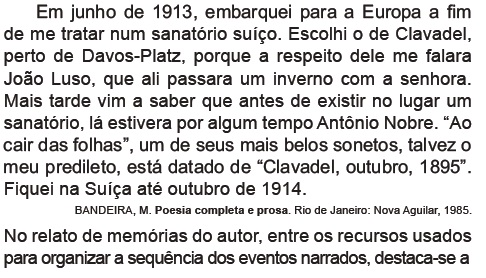 Em junho de 1913, embarquei para a Europa a fim
de me tratar num sanatório suíço. Escolhi o de Clavadel,
perto de Davos-Platz, porque a respeito dele me falara
João Luso, que ali passara um inverno com a senhora.
Mais tarde vim a saber que antes de existir no lugar um
sanatório, lá estivera por algum tempo Antônio Nobre. “Ao
cair das folhas”, um de seus mais belos sonetos, talvez o
meu predileto, está datado de “Clavadel, outubro, 1895”.
Fiquei na Suíça até outubro de 1914.
BANDEIRA, M. Poesia completa e prosa. Rio de Janeiro: Nova Aguilar, 1985.
No relato de memórias do autor, entre os recursos usados
para organizar a sequência dos eventos narrados, destaca-se a